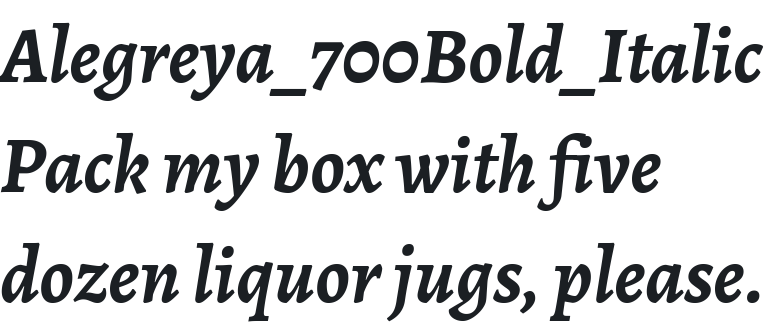 Alegreya_700Bold_Italic
Pack my box with five
dozen liquor jugs, please.